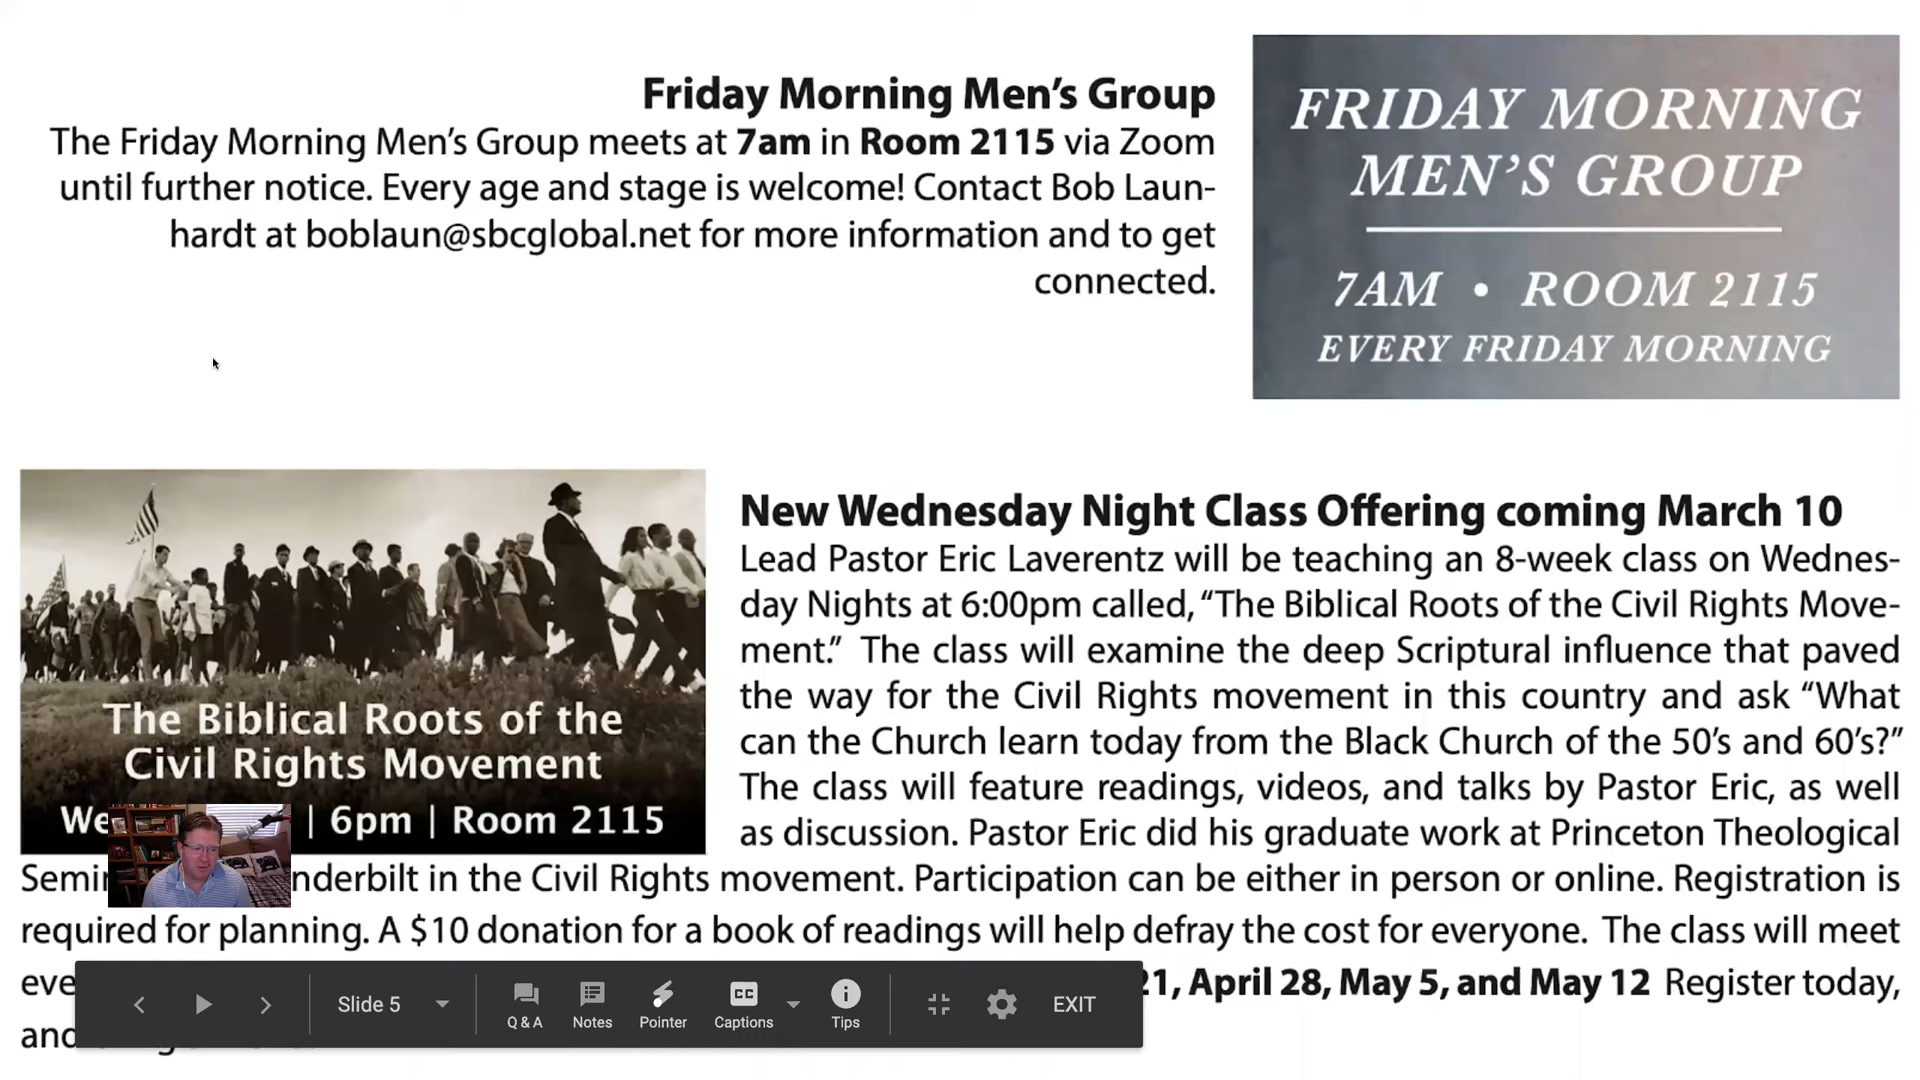 Friday Morning Men's Group
The Friday Morning Men's Group meets at 7am in Room 2115 via Zoom
until further notice. Every age and stage is welcome! Contact Bob Laun-
hardt at boblaun@sbcglobal.net for more information and to get
connected.
FRIDAY MORNING
MEN'S GROUP
7AM • ROOM 2115
EVERY FRIDAY MORNING
The Biblical Roots of the
Civil Rights Movement
| 6pm | Room 2115
New Wednesday Night Class Offering coming March 10
Lead Pastor Eric Laverentz will be teaching an 8-week class on Wednes-
day Nights at 6:00pm called, “The Biblical Roots of the Civil Rights Move-
ment.” The class will examine the deep Scriptural influence that paved
the way for the Civil Rights movement in this country and ask “What
can the Church learn today from the Black Church of the 50's and 60's?”
The class will feature readings, videos, and talks by Pastor Eric, as well
as discussion. Pastor Eric did his graduate work at Princeton Theological
in the Civil Rights movement. Participation can be either in person or online. Registration is
required for planning. A $10 donation for a book of readings will help defray the cost for everyone. The class will meet
21, April 28, May 5, and May 12 Register today,
and
Slide 5
Q & A
Notes
Pointer
CC
Captions
Tips
EXIT